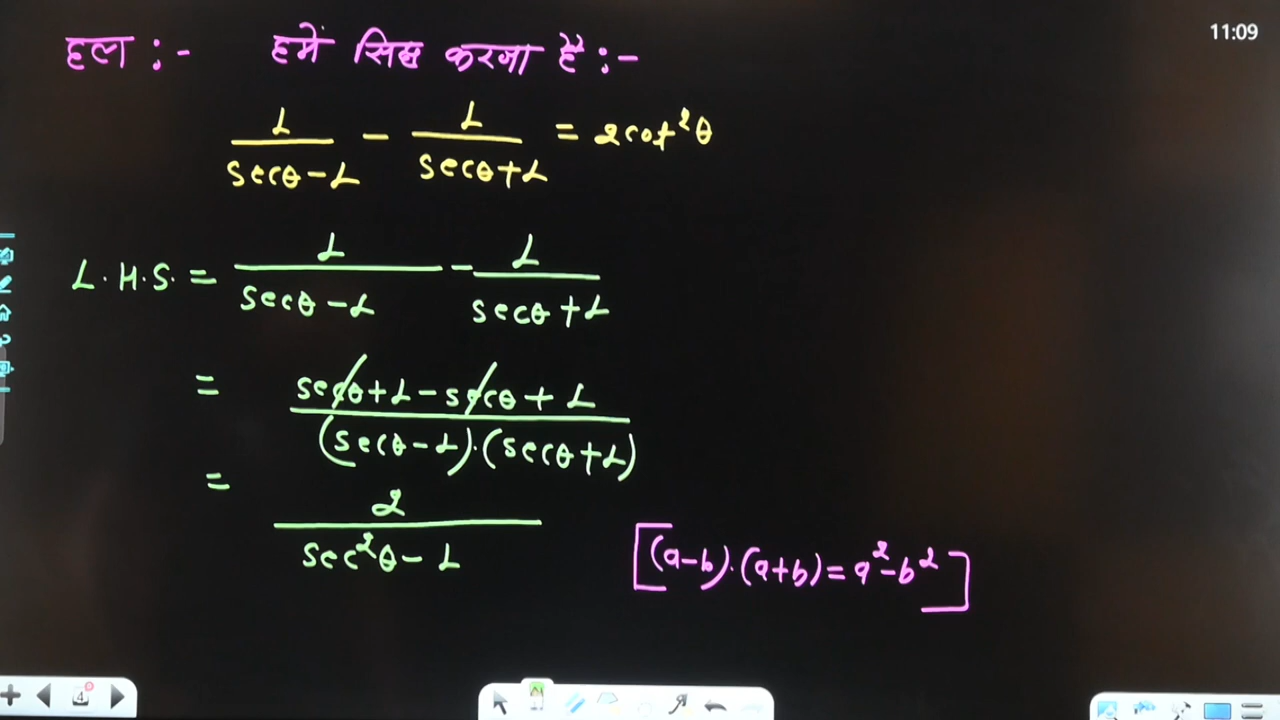 11:09
हल :- हमें सिद्ध करना है :-
1/(secθ-1) - 1/(secθ+1) = 2cot²θ
L.H.S. = 1/(secθ-1) - 1/(secθ+1)
= (secθ+1-secθ+1)/((secθ-1).(secθ+1))
= 2/(sec²θ-1)
[(a-b).(a+b)=a²-b²]
4